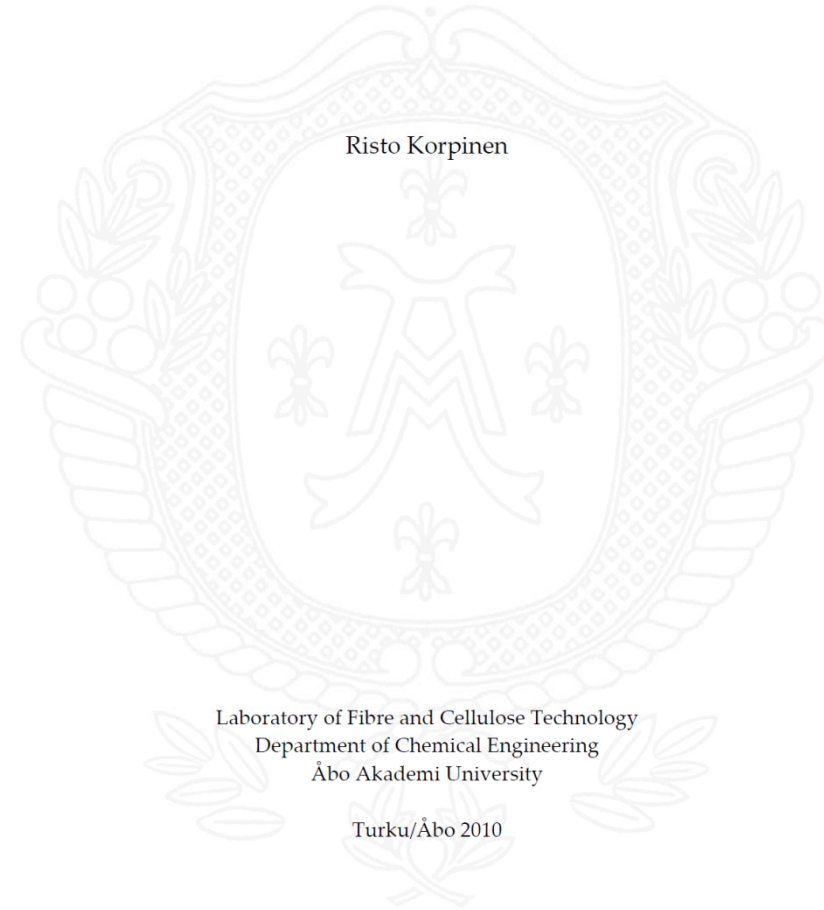 Risto Korpinen
Laboratory of Fibre and Cellulose Technology
Department of Chemical Engineering
Åbo Akademi University
Turku/Åbo 2010